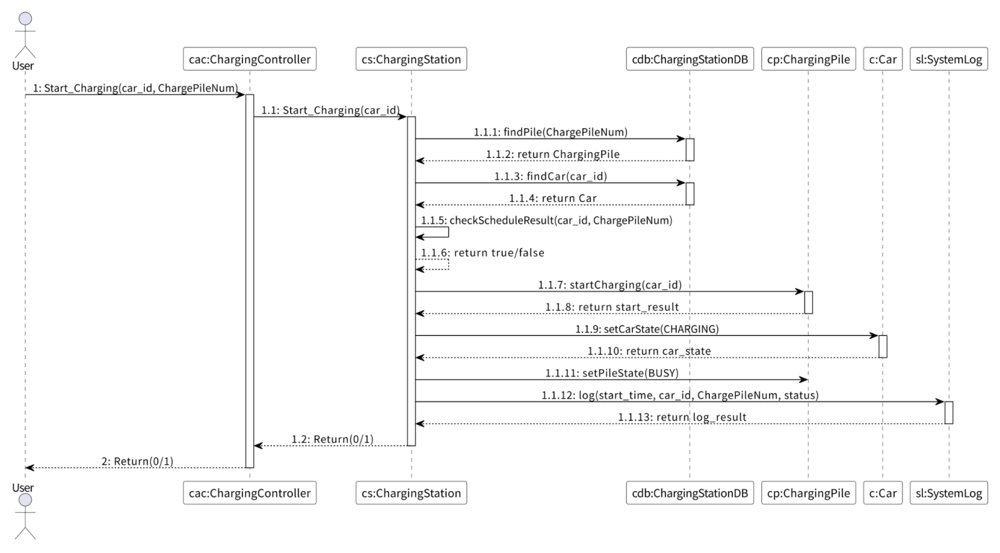 User
cac:ChargingController
cs:ChargingStation
cdb:ChargingStationDB
cp:ChargingPile
c:Car
sl:SystemLog
1: Start_Charging(car_id, ChargePileNum)
1.1: Start_Charging(car_id)
1.1.1: findPile(ChargePileNum)
1.1.2: return ChargingPile
1.1.3: findCar(car_id)
1.1.4: return Car
1.1.5: checkScheduleResult(car_id, ChargePileNum)
1.1.6: return true/false
1.1.7: startCharging(car_id)
1.1.8: return start_result
1.1.9: setCarState(CHARGING)
1.1.10: return car_state
1.1.11: setPileState(BUSY)
1.1.12: log(start_time, car_id, ChargePileNum, status)
1.1.13: return log_result
1.2: Return(0/1)
2: Return(0/1)
User
cac:ChargingController
cs:ChargingStation
cdb:ChargingStationDB
cp:ChargingPile
c:Car
sl:SystemLog